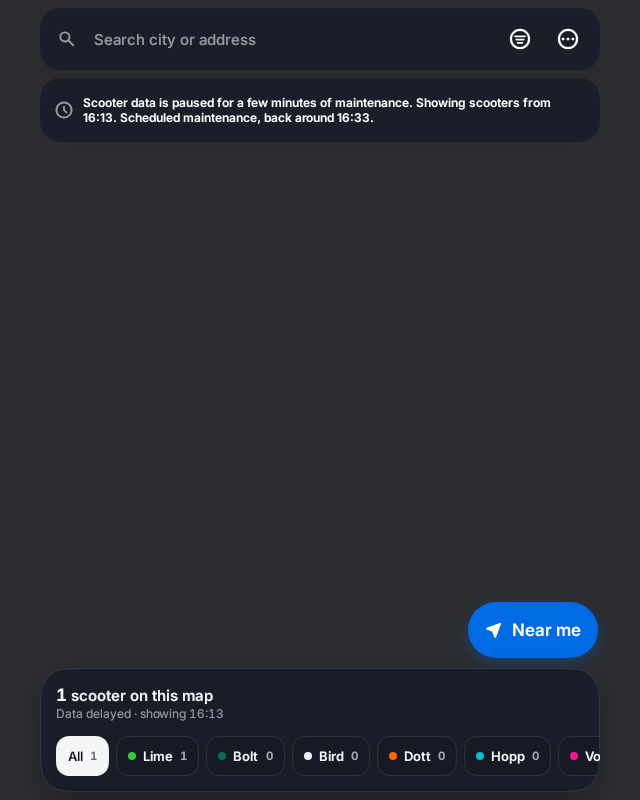 Search city or address
Scooter data is paused for a few minutes of maintenance. Showing scooters from
16:13. Scheduled maintenance, back around 16:33.
Near me
1 scooter on this map
Data delayed · showing 16:13
All 1 Lime 1 Bolt 0 Bird 0 Dott 0 Hopp 0 Vo